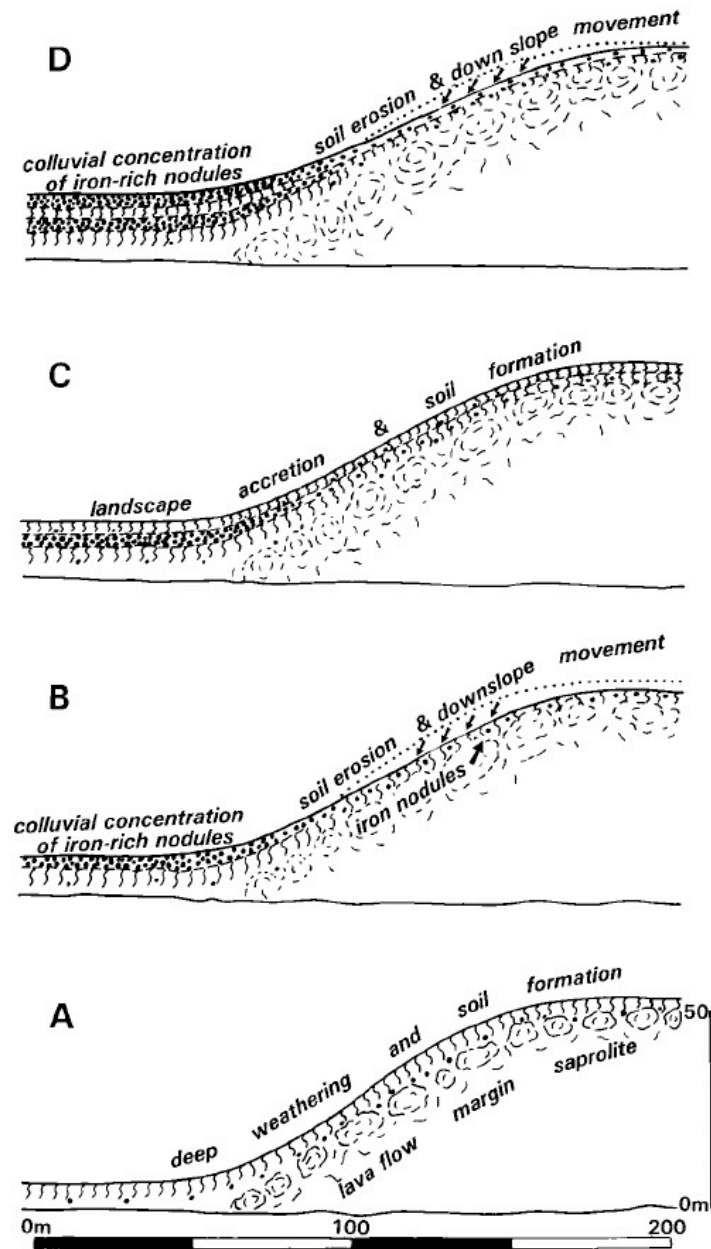 D
soil erosion & down slope movement
colluvial concentration
of iron-rich nodules
C
landscape accretion & soil formation
B
soil erosion & downslope movement
iron nodules
colluvial concentration
of iron-rich nodules
A
deep weathering and soil formation
lava flow margin saprolite
50
0m
0m 100 200